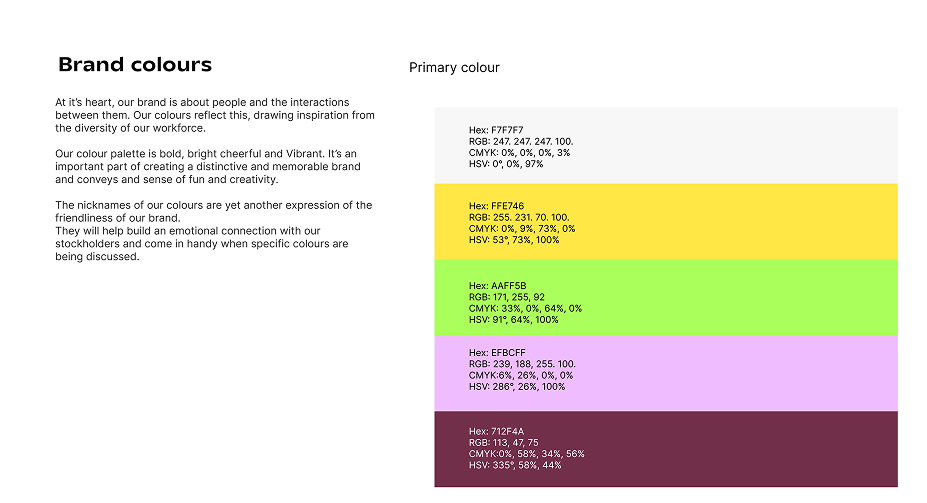 Brand colours
At it's heart, our brand is about people and the interactions
between them. Our colours reflect this, drawing inspiration from
the diversity of our workforce.
Our colour palette is bold, bright cheerful and Vibrant. It's an
important part of creating a distinctive and memorable brand
and conveys and sense of fun and creativity.
The nicknames of our colours are yet another expression of the
friendliness of our brand.
They will help build an emotional connection with our
stockholders and come in handy when specific colours are
being discussed.
Primary colour
Hex: F7F7F7
RGB: 247. 247. 247. 100.
CMYK: 0%, 0%, 0%, 3%
HSV: 0°, 0%, 97%
Hex: FFE746
RGB: 255. 231. 70. 100.
CMYK: 0%, 9%, 73%, 0%
HSV: 53°, 73%, 100%
Hex: AAFF5B
RGB: 171, 255, 92
CMYK: 33%, 0%, 64%, 0%
HSV: 91°, 64%, 100%
Hex: EFBCFF
RGB: 239, 188, 255. 100.
CMYK:6%, 26%, 0%, 0%
HSV: 286°, 26%, 100%
Hex: 712F4A
RGB: 113, 47, 75
CMYK:0%, 58%, 34%, 56%
HSV: 335°, 58%, 44%